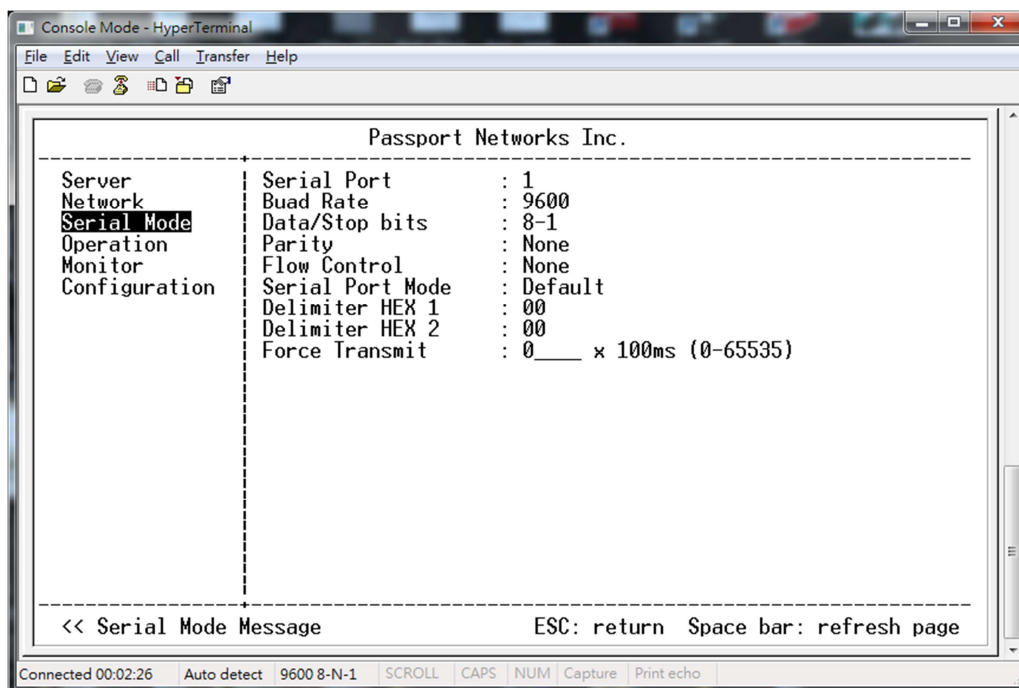 Console Mode - HyperTerminal
File Edit View Call Transfer Help
Passport Networks Inc.
Server
Network
Serial Mode
Operation
Monitor
Configuration
Serial Port : 1
Buad Rate : 9600
Data/Stop bits : 8-1
Parity : None
Flow Control : None
Serial Port Mode : Default
Delimiter HEX 1 : 00
Delimiter HEX 2 : 00
Force Transmit : 0____ x 100ms (0-65535)
<< Serial Mode Message ESC: return Space bar: refresh page
Connected 00:02:26 Auto detect 9600 8-N-1 SCROLL CAPS NUM Capture Print echo